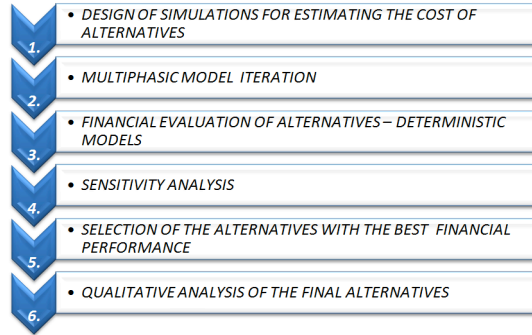 1. • DESIGN OF SIMULATIONS FOR ESTIMATING THE COST OF
ALTERNATIVES
2. • MULTIPHASIC MODEL ITERATION
3. • FINANCIAL EVALUATION OF ALTERNATIVES – DETERMINISTIC
MODELS
4. • SENSITIVITY ANALYSIS
5. • SELECTION OF THE ALTERNATIVES WITH THE BEST FINANCIAL
PERFORMANCE
6. • QUALITATIVE ANALYSIS OF THE FINAL ALTERNATIVES